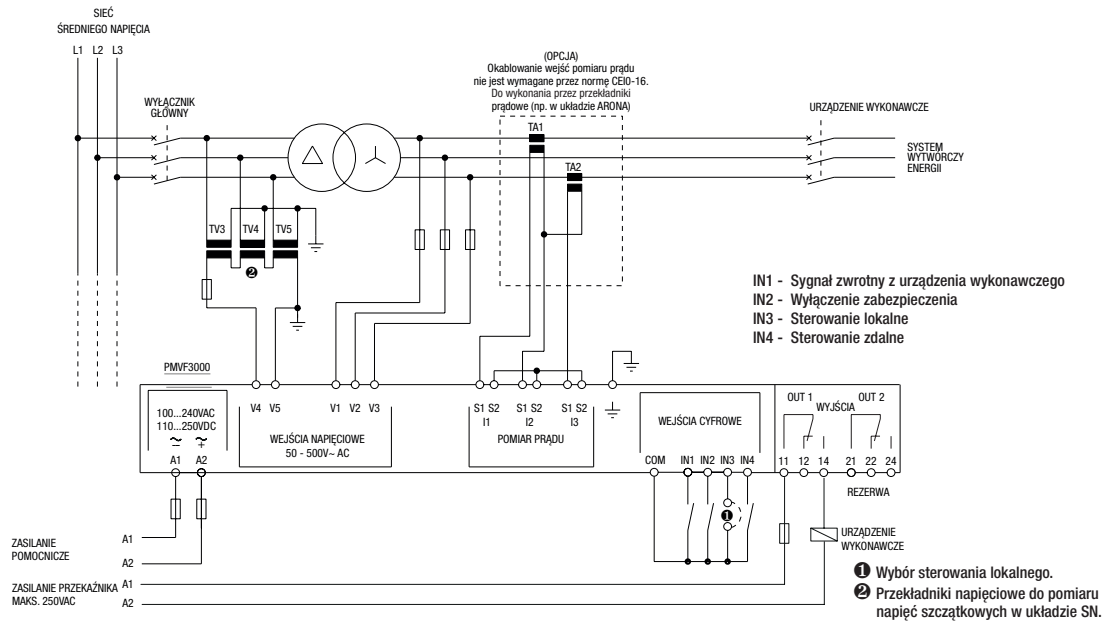 SIEĆ
ŚREDNIEGO NAPIĘCIA
L1 L2 L3
WYŁĄCZNIK
GŁÓWNY
(OPCJA)
Okablowanie wejść pomiaru prądu
nie jest wymagane przez normę CEI0-16.
Do wykonania przez przekładniki
prądowe (np. w układzie ARONA)
TA1
TA2
URZĄDZENIE WYKONAWCZE
SYSTEM
WYTWÓRCZY
ENERGII
TV3 TV4 TV5
❷
IN1 - Sygnał zwrotny z urządzenia wykonawczego
IN2 - Wyłączenie zabezpieczenia
IN3 - Sterowanie lokalne
IN4 - Sterowanie zdalne
PMVF3000
100...240VAC
110...250VDC
~ ~
– +
A1 A2
V4 V5 V1 V2 V3
WEJŚCIA NAPIĘCIOWE
50 - 500V~ AC
S1 S2 S1 S2 S1 S2
I1 I2 I3
POMIAR PRĄDU
WEJŚCIA CYFROWE
COM IN1 IN2 IN3 IN4
OUT 1 OUT 2
WYJŚCIA
11 12 14 21 22 24
REZERWA
❶
URZĄDZENIE
WYKONAWCZE
ZASILANIE
POMOCNICZE
A1
A2
ZASILANIE PRZEKAŹNIKA
MAKS. 250VAC
A1
A2
❶ Wybór sterowania lokalnego.
❷ Przekładniki napięciowe do pomiaru
napięć szczątkowych w układzie SN.